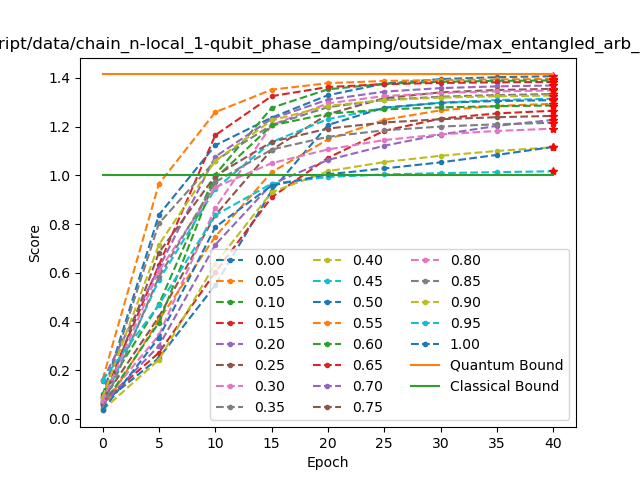 ript/data/chain_n-local_1-qubit_phase_damping/outside/max_entangled_arb_
Score
1.4
1.2
1.0
0.8
0.6
0.4
0.2
0.0
0.00 0.40 0.80
0.05 0.45 0.85
0.10 0.50 0.90
0.15 0.55 0.95
0.20 0.60 1.00
0.25 0.65 Quantum Bound
0.30 0.70 Classical Bound
0.35 0.75
0 5 10 15 20 25 30 35 40
Epoch